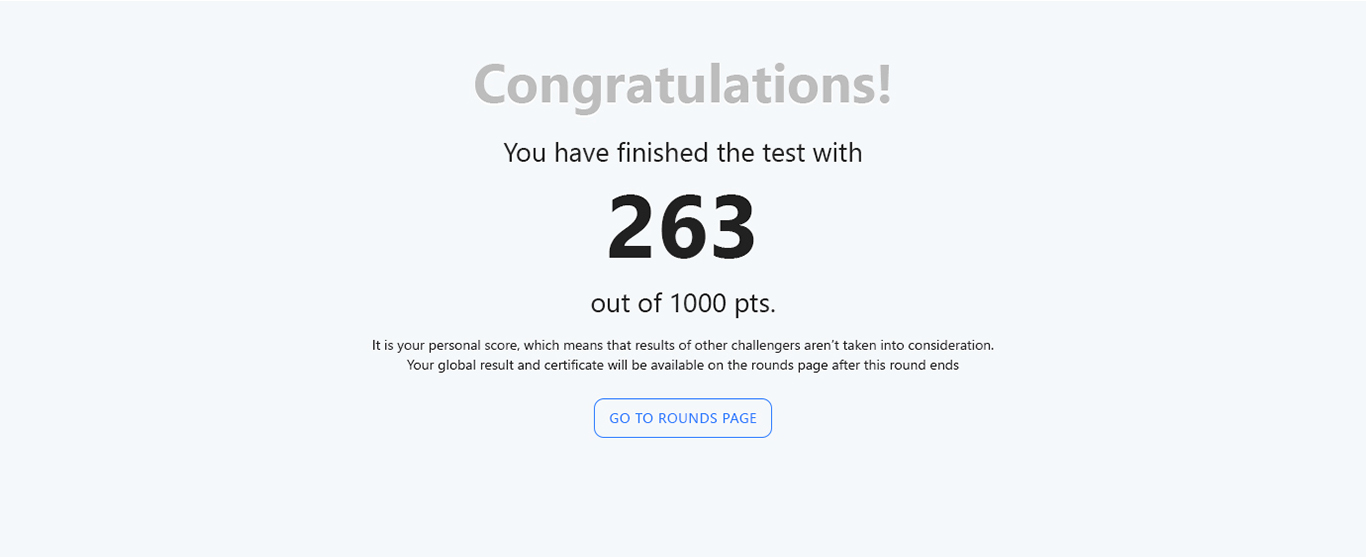 Congratulations!
You have finished the test with
263
out of 1000 pts.
It is your personal score, which means that results of other challengers aren't taken into consideration.
Your global result and certificate will be available on the rounds page after this round ends
GO TO ROUNDS PAGE